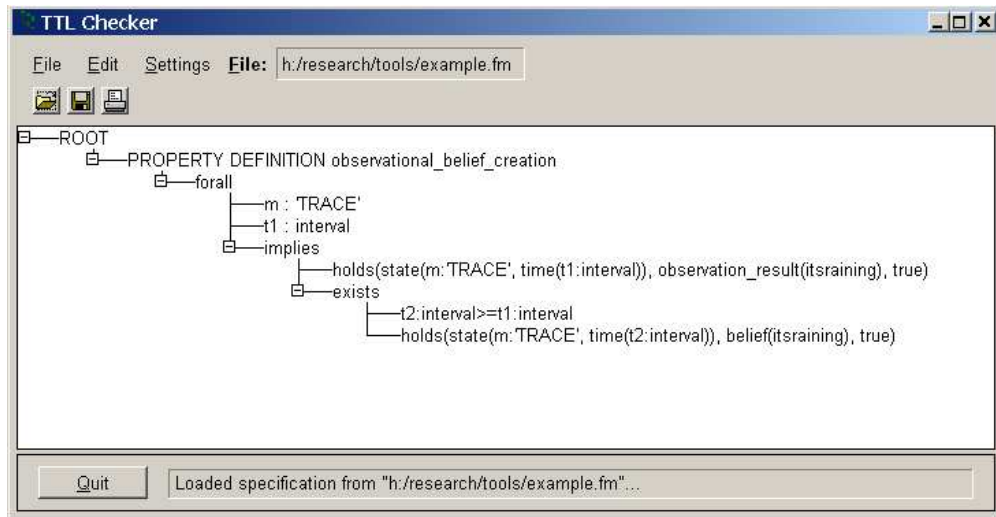 TTL Checker
File Edit Settings File: h:/research/tools/example.fm
ROOT
PROPERTY DEFINITION observational_belief_creation
forall
m : 'TRACE'
t1 : interval
implies
holds(state(m:'TRACE', time(t1:interval)), observation_result(itsraining), true)
exists
t2:interval>=t1:interval
holds(state(m:'TRACE', time(t2:interval)), belief(itsraining), true)
Quit Loaded specification from "h:/research/tools/example.fm"...